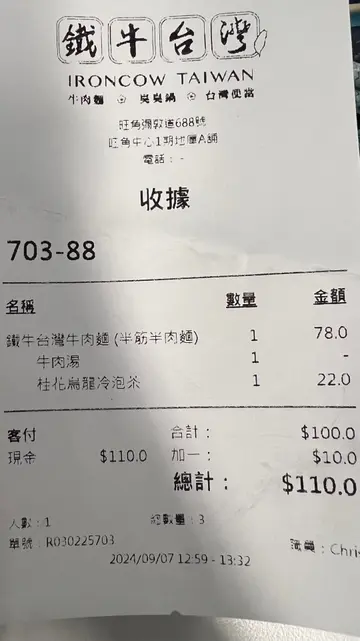 鐵牛台灣
IRONCOW TAIWAN
牛肉麵 臭臭鍋 台灣便當
旺角彌敦道688號
旺角中心1期地庫A舖
電話：-
收據
703-88
名稱 數量 金額
鐵牛台灣牛肉麵 (半筋半肉麵) 1 78.0
牛肉湯 1 -
桂花烏龍冷泡茶 1 22.0
客付 合計： $100.0
現金 $110.0 加一： $10.0
總計： $110.0
人數：1 總數量：3
單號：R030225703 職員：Chris
2024/09/07 12:59 - 13:32